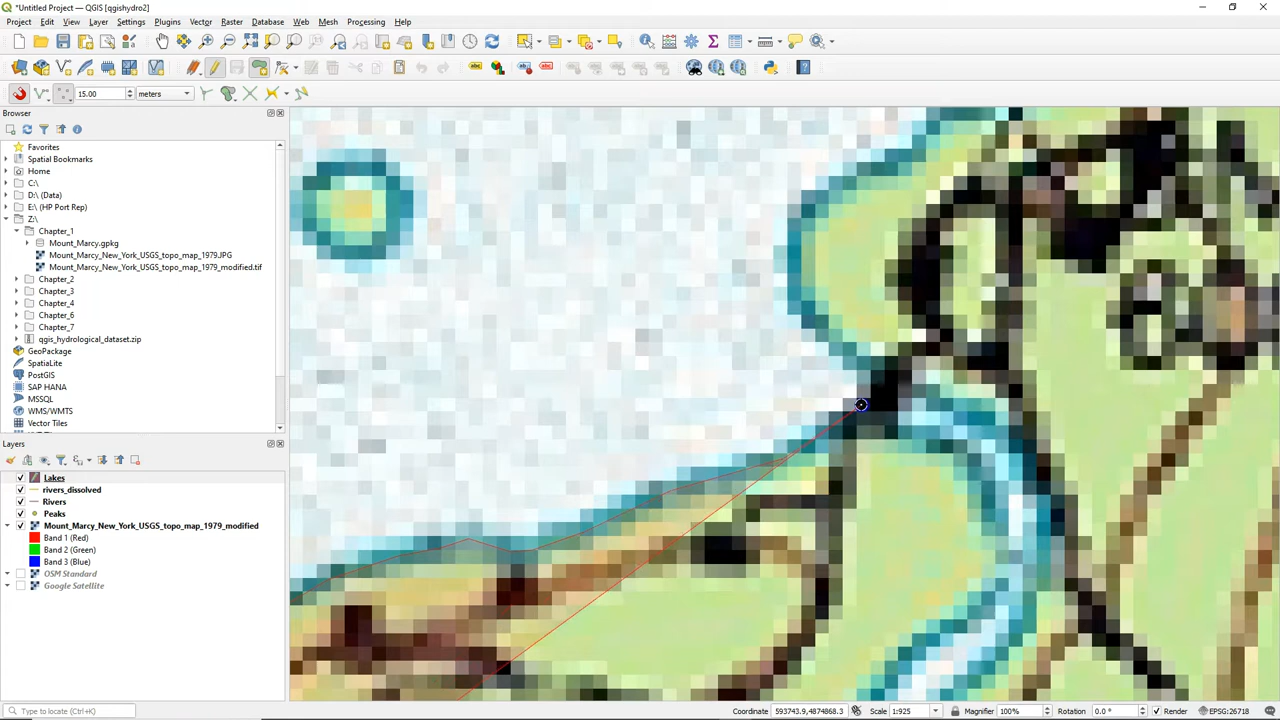 *Untitled Project — QGIS [qgishydro2]
Project Edit View Layer Settings Plugins Vector Raster Database Web Mesh Processing Help
15.00 meters
Browser
Favorites
Spatial Bookmarks
Home
C:\
D:\ (Data)
E:\ (HP Port Rep)
Z:\
Chapter_1
Mount_Marcy.gpkg
Mount_Marcy_New_York_USGS_topo_map_1979.JPG
Mount_Marcy_New_York_USGS_topo_map_1979_modified.tif
Chapter_2
Chapter_3
Chapter_4
Chapter_6
Chapter_7
qgis_hydrological_dataset.zip
GeoPackage
SpatiaLite
PostGIS
SAP HANA
MSSQL
WMS/WMTS
Vector Tiles
Layers
Lakes
rivers_dissolved
Rivers
Peaks
Mount_Marcy_New_York_USGS_topo_map_1979_modified
Band 1 (Red)
Band 2 (Green)
Band 3 (Blue)
OSM Standard
Google Satellite
Type to locate (Ctrl+K)
Coordinate 593743.9,4874868.3 Scale 1:925 Magnifier 100% Rotation 0.0 ° Render EPSG:26718